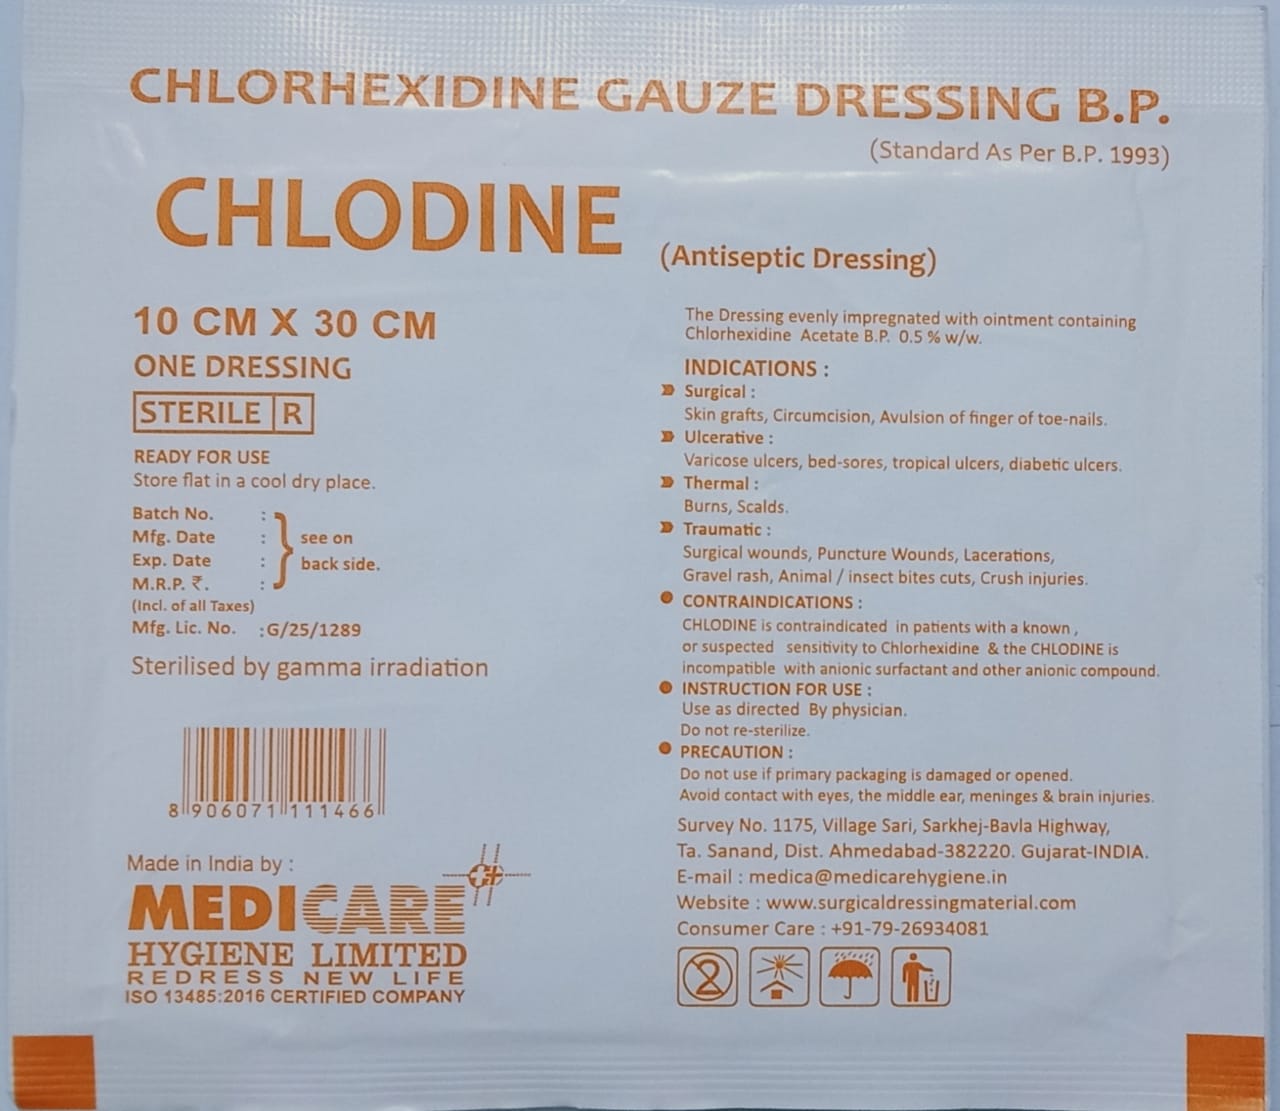 CHLORHEXIDINE GAUZE DRESSING B.P.
(Standard As Per B.P. 1993)
CHLODINE
(Antiseptic Dressing)
10 CM X 30 CM
ONE DRESSING
STERILE R
READY FOR USE
Store flat in a cool dry place.
Batch No. :
Mfg. Date :
Exp. Date :
M.R.P. ₹. :
(Incl. of all Taxes)
see on
back side.
Mfg. Lic. No. :G/25/1289
Sterilised by gamma irradiation
8 906071 111466
Made in India by :
MEDICARE
HYGIENE LIMITED
REDRESS NEW LIFE
ISO 13485:2016 CERTIFIED COMPANY
The Dressing evenly impregnated with ointment containing
Chlorhexidine Acetate B.P. 0.5 % w/w.
INDICATIONS :
Surgical :
Skin grafts, Circumcision, Avulsion of finger of toe-nails.
Ulcerative :
Varicose ulcers, bed-sores, tropical ulcers, diabetic ulcers.
Thermal :
Burns, Scalds.
Traumatic :
Surgical wounds, Puncture Wounds, Lacerations,
Gravel rash, Animal / insect bites cuts, Crush injuries.
CONTRAINDICATIONS :
CHLODINE is contraindicated in patients with a known ,
or suspected sensitivity to Chlorhexidine & the CHLODINE is
incompatible with anionic surfactant and other anionic compound.
INSTRUCTION FOR USE :
Use as directed By physician.
Do not re-sterilize.
PRECAUTION :
Do not use if primary packaging is damaged or opened.
Avoid contact with eyes, the middle ear, meninges & brain injuries.
Survey No. 1175, Village Sari, Sarkhej-Bavla Highway,
Ta. Sanand, Dist. Ahmedabad-382220. Gujarat-INDIA.
E-mail : medica@medicarehygiene.in
Website : www.surgicaldressingmaterial.com
Consumer Care : +91-79-26934081
2